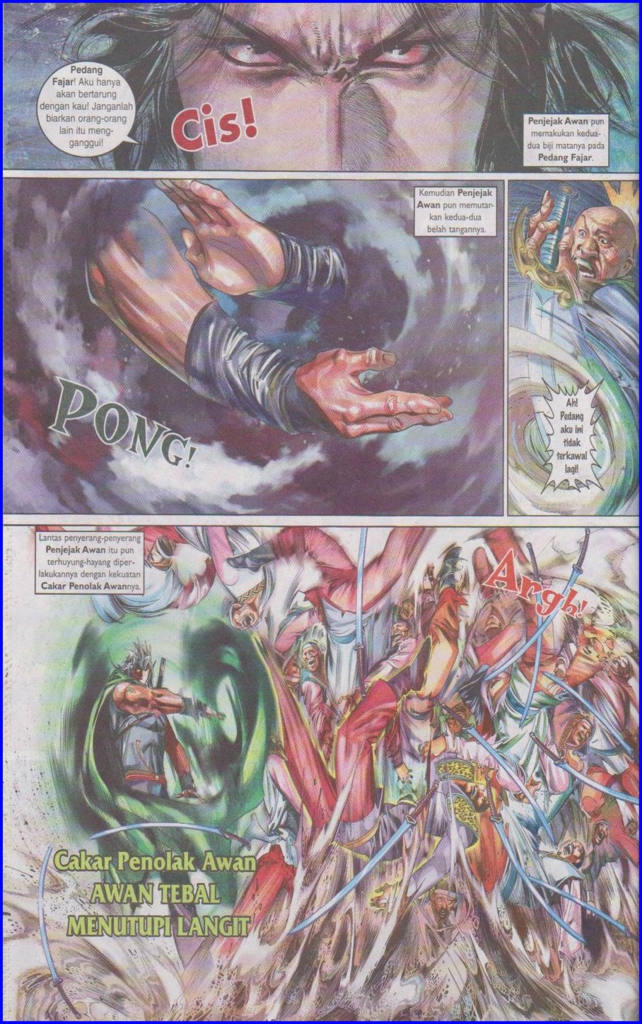 Pedang
Fajar! Aku hanya
akan bertarung
dengan kau! Janganlah
biarkan orang-orang
lain itu meng-
ganggu!
Cis!
Penjejak Awan pun
memakukan kedua-
dua biji matanya pada
Pedang Fajar.
Kemudian Penjejak
Awan pun memutar-
kan kedua-dua
belah tangannya.
PONG!
Ah!
Pedang
aku ini
tidak
terkawal
lagi!
Lantas penyerang-penyerang
Penjejak Awan itu pun
terhuyung-hayang diper-
lakukannya dengan kekuatan
Cakar Penolak Awannya.
Argh!
Cakar Penolak Awan
AWAN TEBAL
MENUTUPI LANGIT